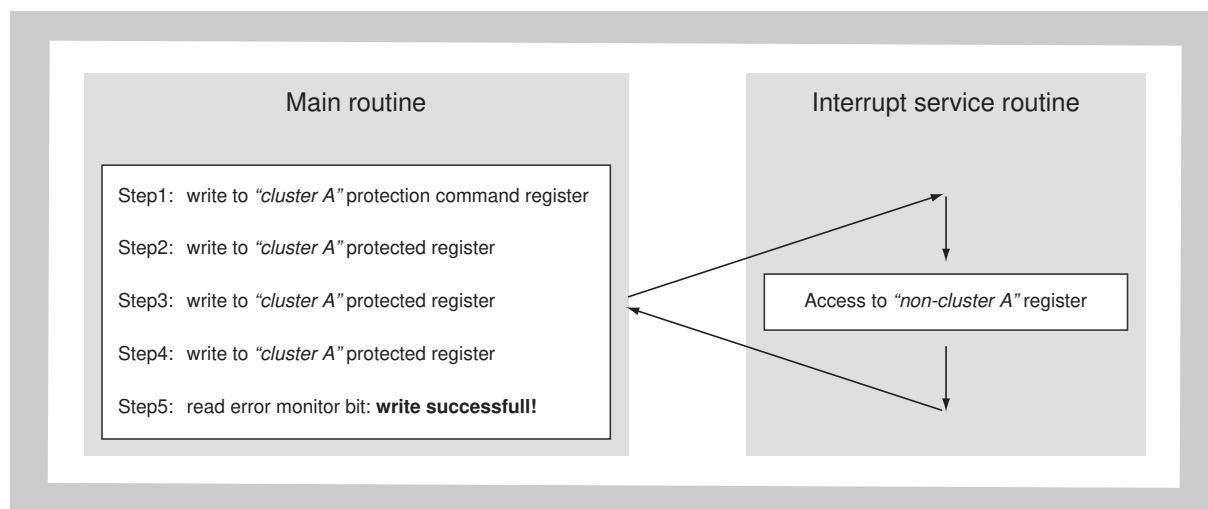 Main routine
Step1: write to “cluster A” protection command register
Step2: write to “cluster A” protected register
Step3: write to “cluster A” protected register
Step4: write to “cluster A” protected register
Step5: read error monitor bit: write successfull!
Interrupt service routine
Access to “non-cluster A” register